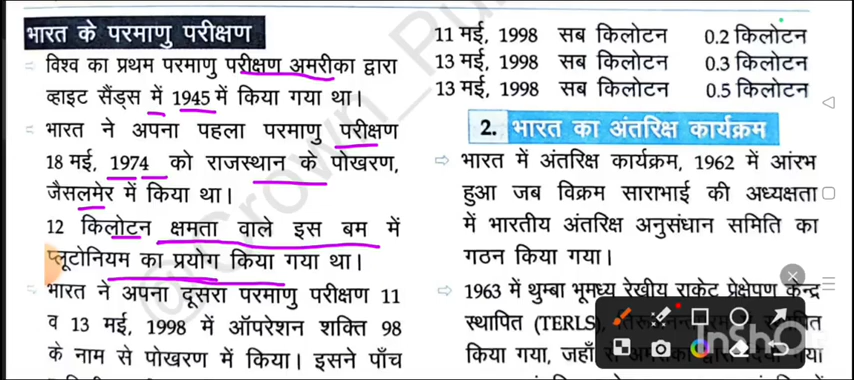 भारत के परमाणु परीक्षण
विश्व का प्रथम परमाणु परीक्षण अमरीका द्वारा
व्हाइट सैंड्स में 1945 में किया गया था।
भारत ने अपना पहला परमाणु परीक्षण
18 मई, 1974 को राजस्थान के पोखरण,
जैसलमेर में किया था।
12 किलोटन क्षमता वाले इस बम में
प्लूटोनियम का प्रयोग किया गया था।
भारत ने अपना दूसरा परमाणु परीक्षण 11
व 13 मई, 1998 में ऑपरेशन शक्ति 98
के नाम से पोखरण में किया। इसने पाँच
11 मई, 1998 सब किलोटन 0.2 किलोटन
13 मई, 1998 सब किलोटन 0.3 किलोटन
13 मई, 1998 सब किलोटन 0.5 किलोटन
2. भारत का अंतरिक्ष कार्यक्रम
भारत में अंतरिक्ष कार्यक्रम, 1962 में आंरभ
हुआ जब विक्रम साराभाई की अध्यक्षता
में भारतीय अंतरिक्ष अनुसंधान समिति का
गठन किया गया।
1963 में थुम्बा भूमध्य रेखीय राकेट प्रेक्षेपण केन्द्र
स्थापित (TERLS),
किया गया, जहाँ
InShO